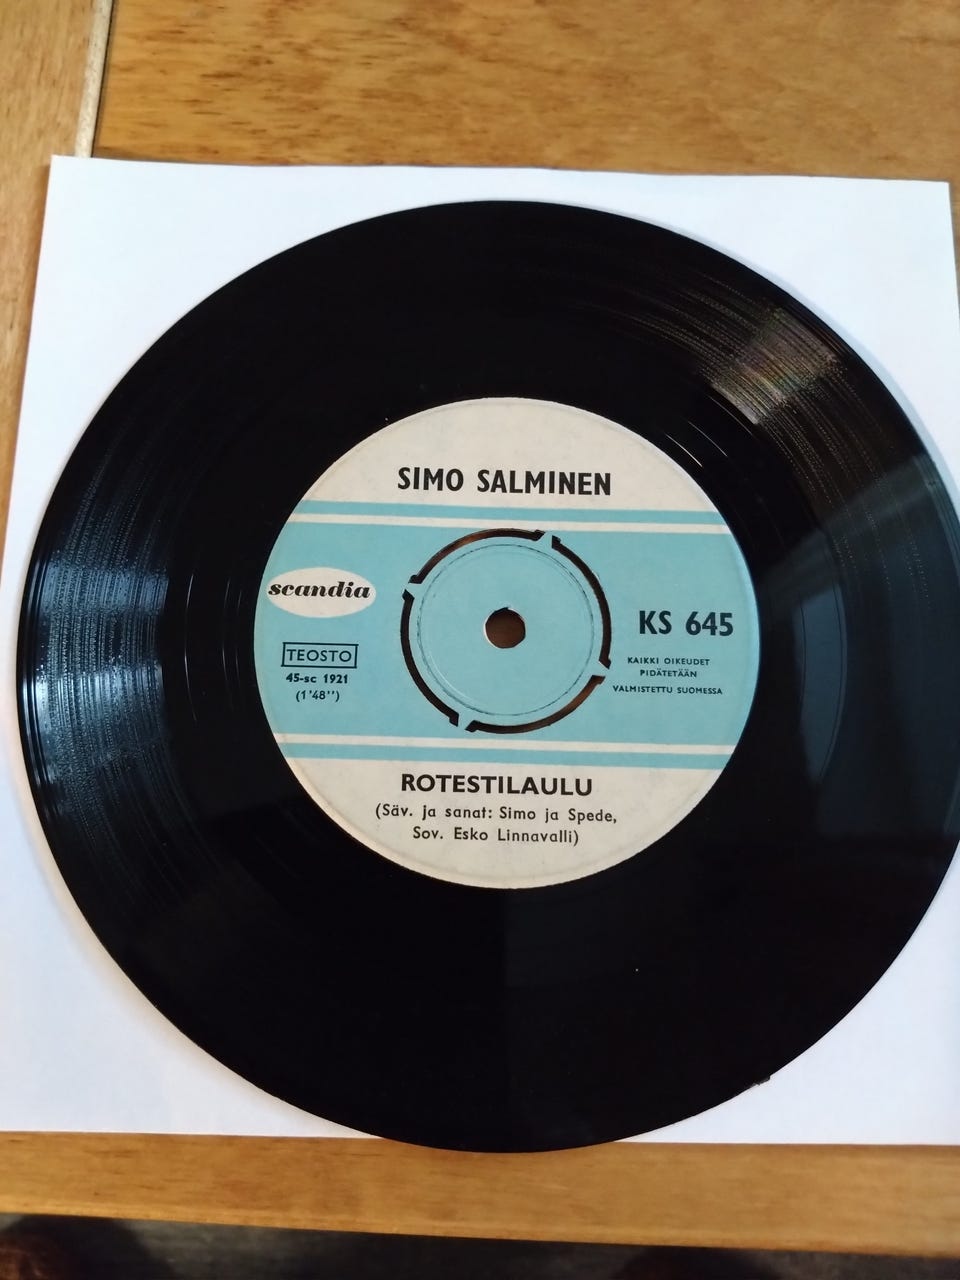 SIMO SALMINEN
scandia
TEOSTO
45-sc 1921
(1'48'')
KS 645
KAIKKI OIKEUDET
PIDÄTETÄÄN
VALMISTETTU SUOMESSA
ROTESTILAULU
(Säv. ja sanat: Simo ja Spede,
Sov. Esko Linnavalli)